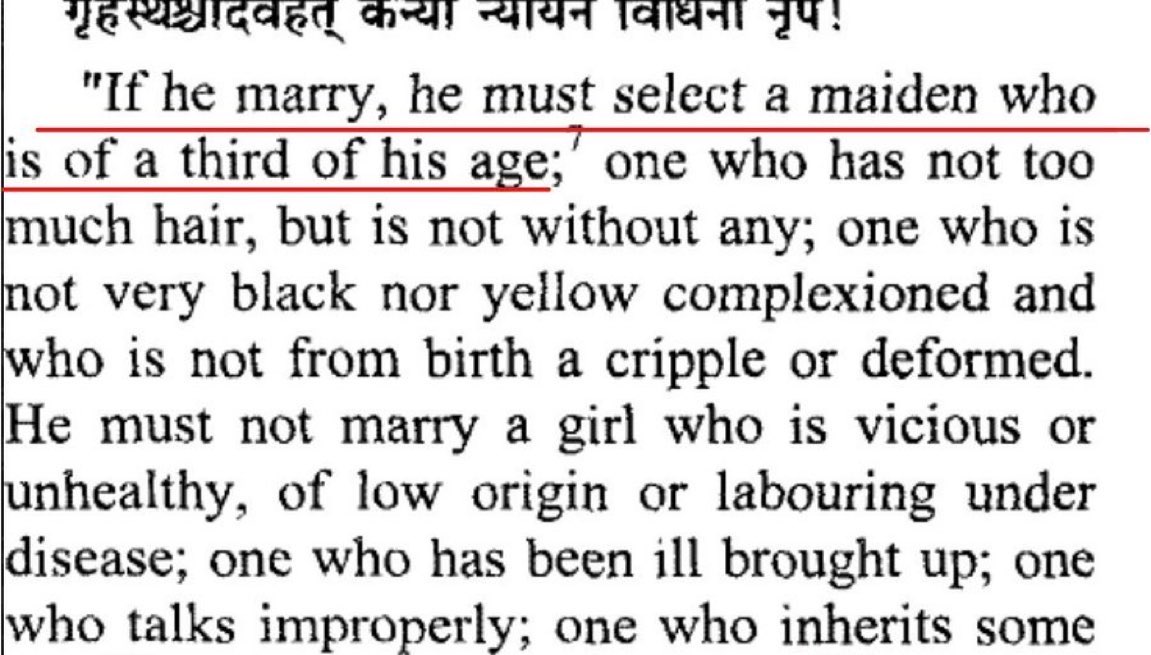 गृहस्थश्चोद्वहेत् कन्यां न्यायेन विधिना नृप!
"If he marry, he must select a maiden who
is of a third of his age;⁷ one who has not too
much hair, but is not without any; one who is
not very black nor yellow complexioned and
who is not from birth a cripple or deformed.
He must not marry a girl who is vicious or
unhealthy, of low origin or labouring under
disease; one who has been ill brought up; one
who talks improperly; one who inherits some